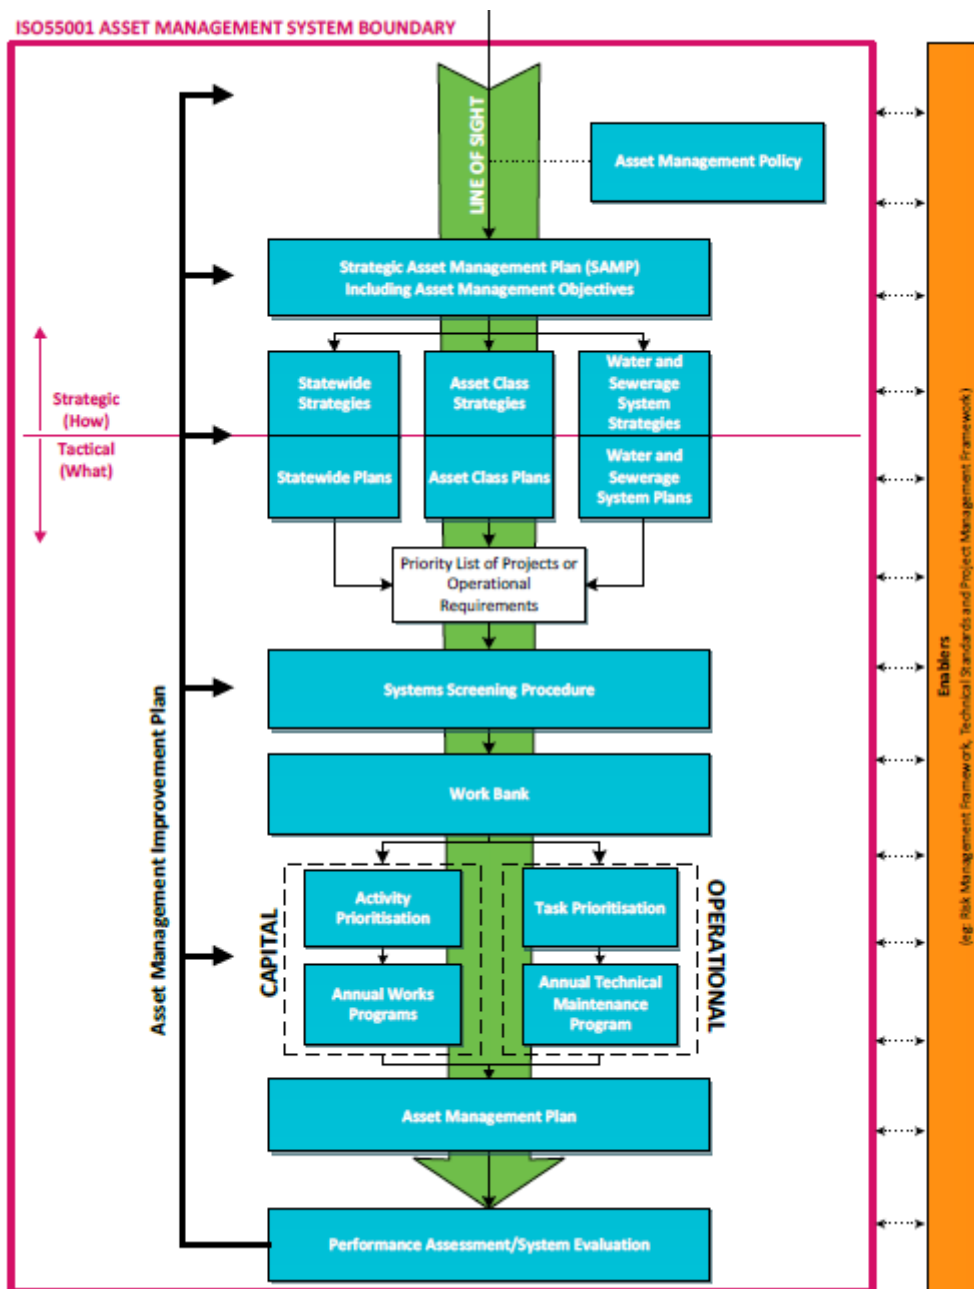 ISO55001 ASSET MANAGEMENT SYSTEM BOUNDARY
LINE OF SIGHT
Asset Management Policy
Strategic Asset Management Plan (SAMP)
Including Asset Management Objectives
Strategic
(How)
Tactical
(What)
Statewide
Strategies
Asset Class
Strategies
Water and
Sewerage
System
Strategies
Statewide Plans
Asset Class Plans
Water and
Sewerage
System Plans
Priority List of Projects or
Operational
Requirements
Systems Screening Procedure
Work Bank
CAPITAL
Activity
Prioritisation
Annual Works
Programs
Task Prioritisation
Annual Technical
Maintenance
Program
OPERATIONAL
Asset Management Plan
Performance Assessment/System Evaluation
Asset Management Improvement Plan
Enablers
(eg: Risk Management Framework, Technical Standards and Project Management Framework)